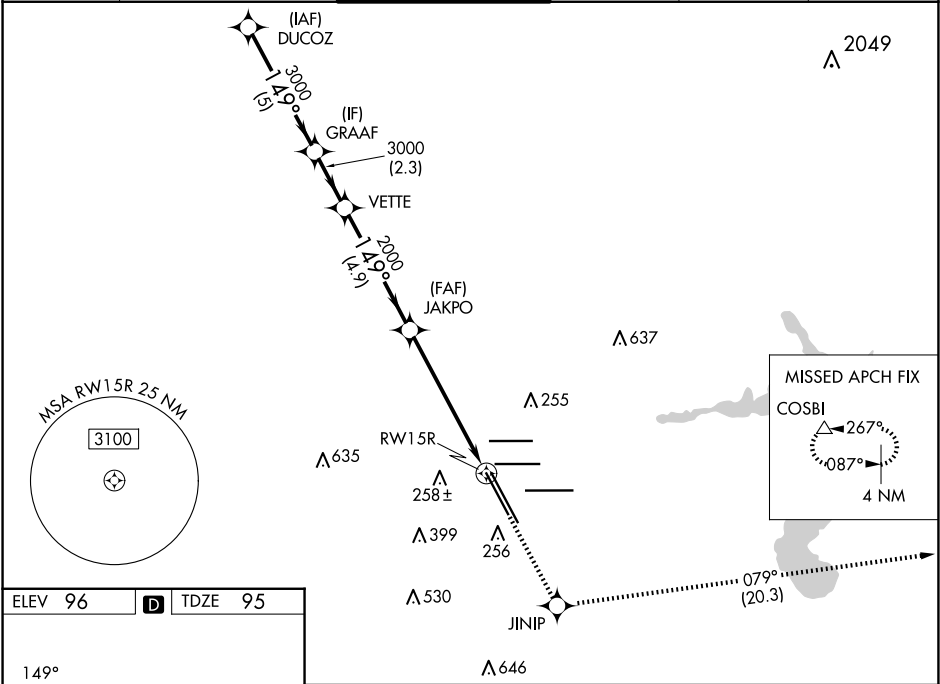 (IAF)
DUCOZ
2049
3000
149°
(5)
(IF)
GRAAF
3000
(2.3)
VETTE
2000
149°
(4.9)
(FAF)
JAKPO
637
MISSED APCH FIX
COSBI
267°
087°
4 NM
MSA RW15R 25 NM
3100
255
RW15R
635
258±
399
256
530
079°
(20.3)
JINIP
646
ELEV 96
D
TDZE 95
149°